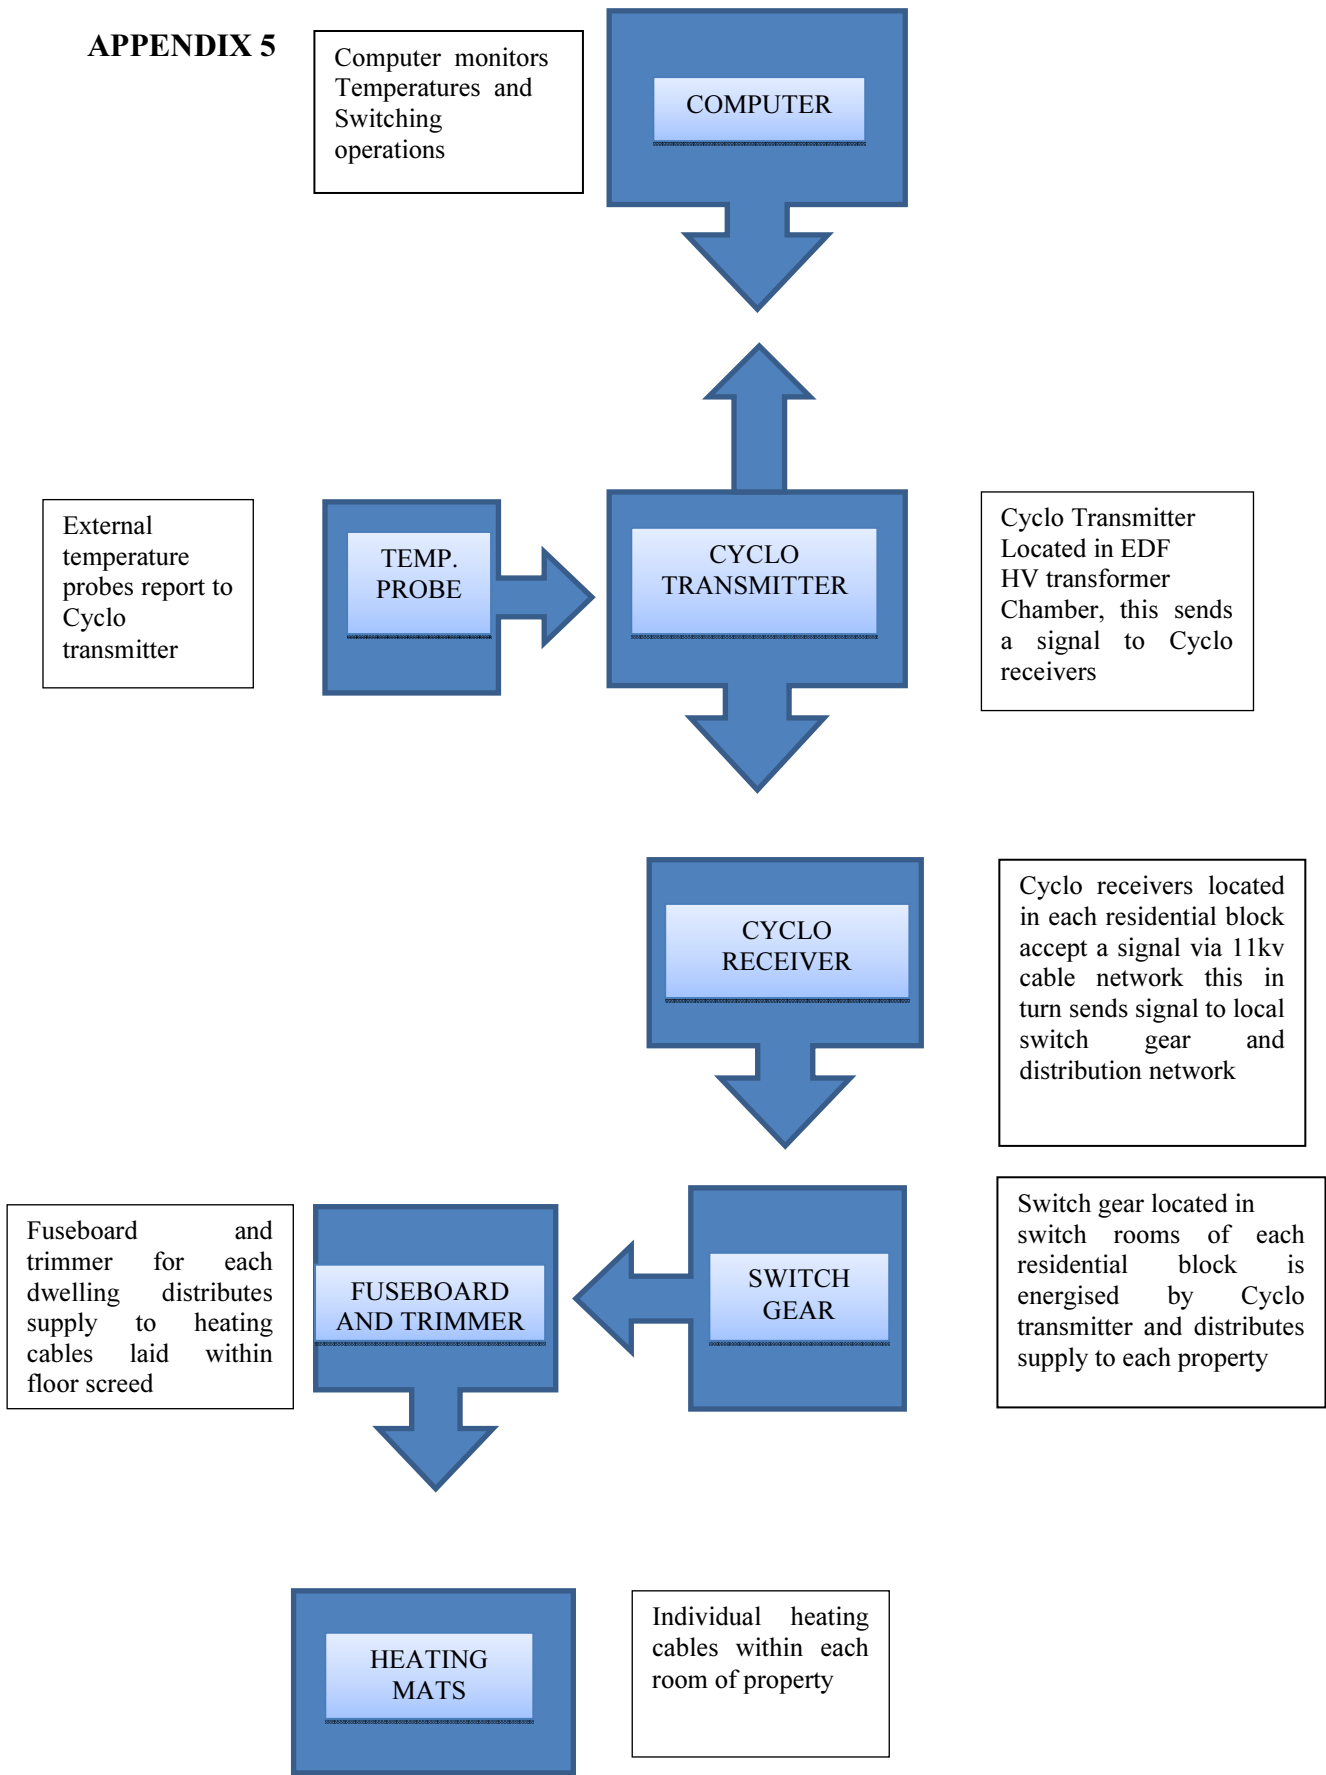 APPENDIX 5
Computer monitors
Temperatures and
Switching
operations
COMPUTER
External
temperature
probes report to
Cyclo
transmitter
TEMP.
PROBE
CYCLO
TRANSMITTER
Cyclo Transmitter
Located in EDF
HV transformer
Chamber, this sends
a signal to Cyclo
receivers
CYCLO
RECEIVER
Cyclo receivers located
in each residential block
accept a signal via 11kv
cable network this in
turn sends signal to local
switch gear and
distribution network
Fuseboard and
trimmer for each
dwelling distributes
supply to heating
cables laid within
floor screed
FUSEBOARD
AND TRIMMER
SWITCH
GEAR
Switch gear located in
switch rooms of each
residential block is
energised by Cyclo
transmitter and distributes
supply to each property
HEATING
MATS
Individual heating
cables within each
room of property